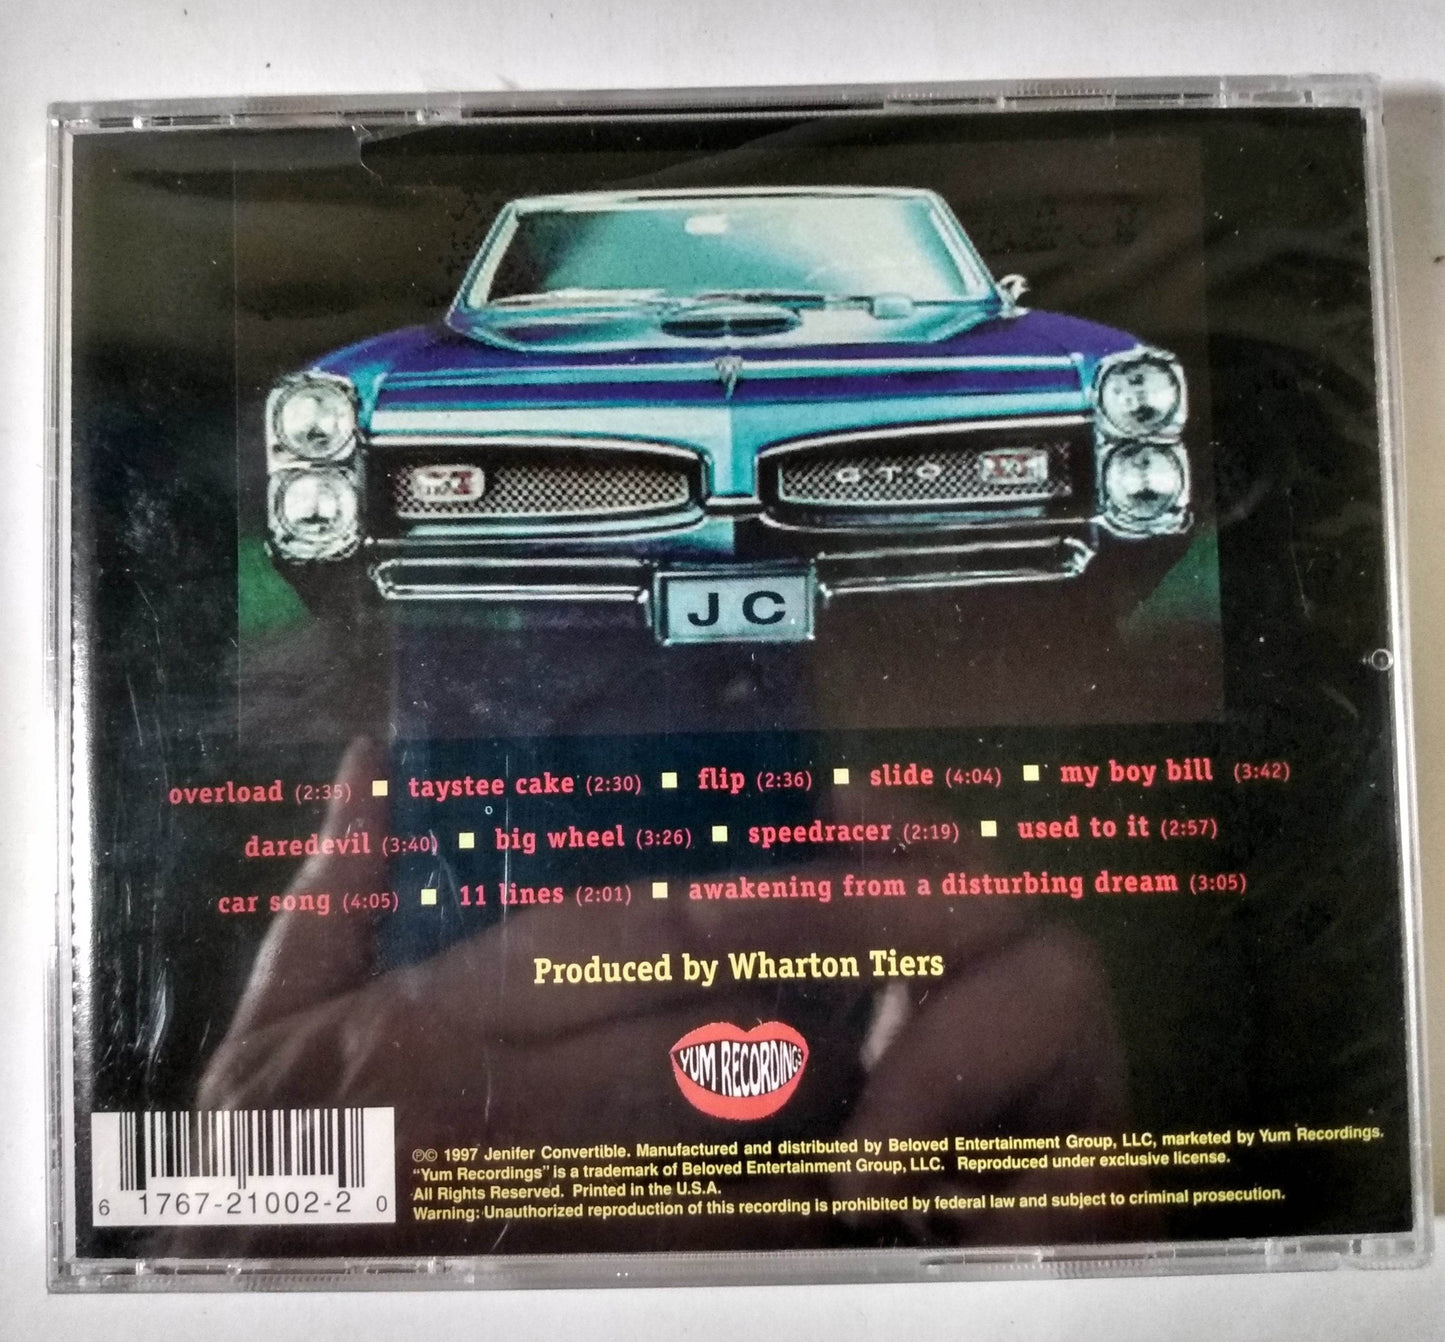 GTO
J C
overload (2:35) ■ taystee cake (2:30) ■ flip (2:36) ■ slide (4:04) ■ my boy bill (3:42)
daredevil (3:40) ■ big wheel (3:26) ■ speedracer (2:19) ■ used to it (2:57)
car song (4:05) ■ 11 lines (2:01) ■ awakening from a disturbing dream (3:05)
Produced by Wharton Tiers
YUM RECORDINGS
℗© 1997 Jenifer Convertible. Manufactured and distributed by Beloved Entertainment Group, LLC, marketed by Yum Recordings.
"Yum Recordings" is a trademark of Beloved Entertainment Group, LLC. Reproduced under exclusive license.
All Rights Reserved. Printed in the U.S.A.
Warning: Unauthorized reproduction of this recording is prohibited by federal law and subject to criminal prosecution.
6 1767-21002-2 0